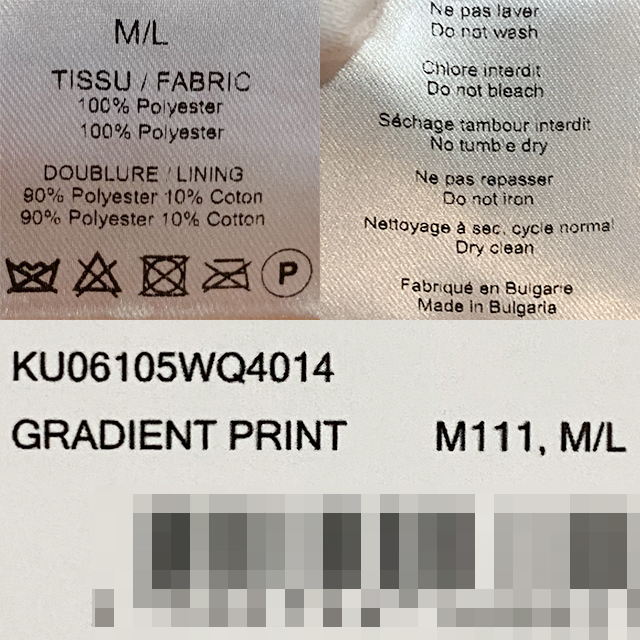 M/L
TISSU / FABRIC
100% Polyester
100% Polyester
DOUBLURE / LINING
90% Polyester 10% Coton
90% Polyester 10% Cotton
P
Ne pas laver
Do not wash
Chlore interdit
Do not bleach
Séchage tambour interdit
No tumble dry
Ne pas rapasser
Do not iron
Nettoyage à sec, cycle normal
Dry clean
Fabriqué en Bulgarie
Made in Bulgaria
KU06105WQ4014
GRADIENT PRINT M111, M/L